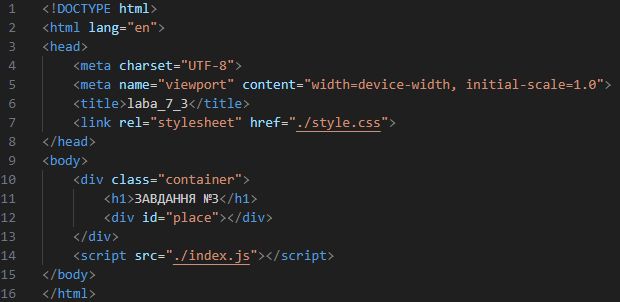 1 <!DOCTYPE html>
2 <html lang="en">
3 <head>
4     <meta charset="UTF-8">
5     <meta name="viewport" content="width=device-width, initial-scale=1.0">
6     <title>laba_7_3</title>
7     <link rel="stylesheet" href="./style.css">
8 </head>
9 <body>
10     <div class="container">
11         <h1>ЗАВДАННЯ №3</h1>
12         <div id="place"></div>
13     </div>
14     <script src="./index.js"></script>
15 </body>
16 </html>